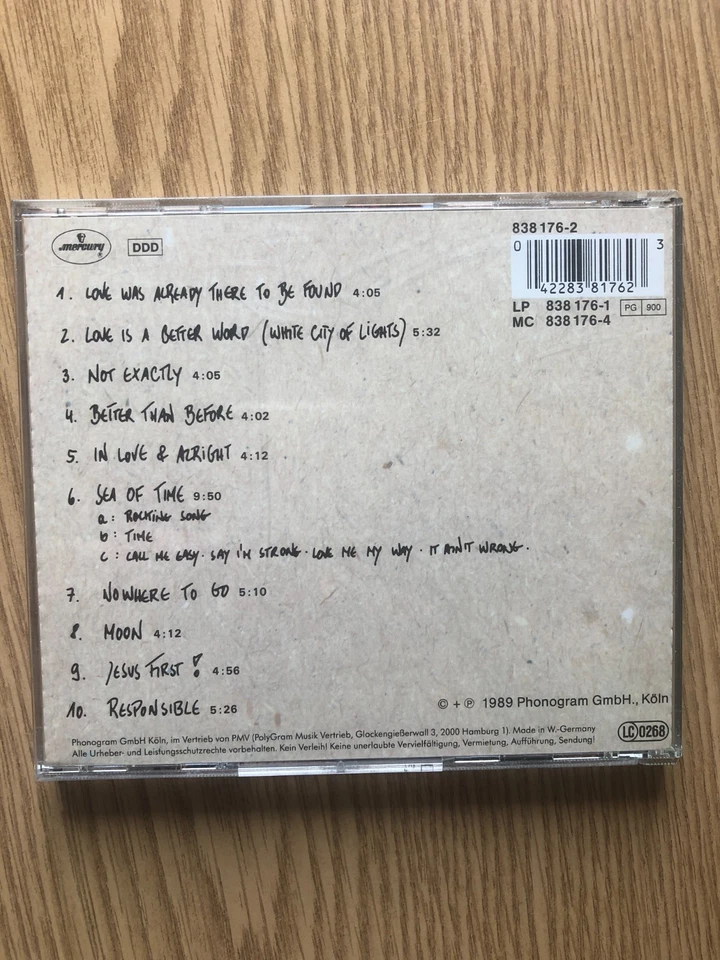 mercury
DDD
838 176-2
0 42283 81762 3
LP 838 176-1
MC 838 176-4
PG 900
1. LOVE WAS ALREADY THERE TO BE FOUND 4:05
2. LOVE IS A BETTER WORD (WHITE CITY OF LIGHTS) 5:32
3. NOT EXACTLY 4:05
4. BETTER THAN BEFORE 4:02
5. IN LOVE & ALRIGHT 4:12
6. SEA OF TIME 9:50
a: ROCKING SONG
b: TIME
c: CALL ME EASY · SAY I'M STRONG · LOVE ME MY WAY · IT AIN'T WRONG.
7. NOWHERE TO GO 5:10
8. MOON 4:12
9. JESUS FIRST! 4:56
10. RESPONSIBLE 5:26
© + ℗ 1989 Phonogram GmbH., Köln
Phonogram GmbH Köln, im Vertrieb von PMV (PolyGram Musik Vertrieb, Glockengießerwall 3, 2000 Hamburg 1). Made in W.-Germany
Alle Urheber- und Leistungsschutzrechte vorbehalten. Kein Verleih! Keine unerlaubte Vervielfältigung, Vermietung, Aufführung, Sendung!
LC 0268